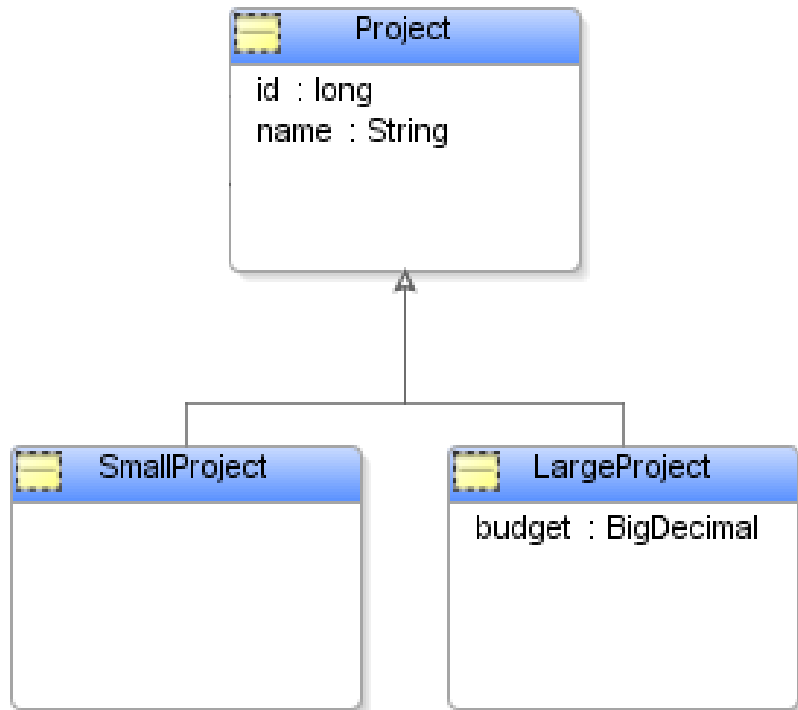 Project
id : long
name : String
SmallProject
LargeProject
budget : BigDecimal